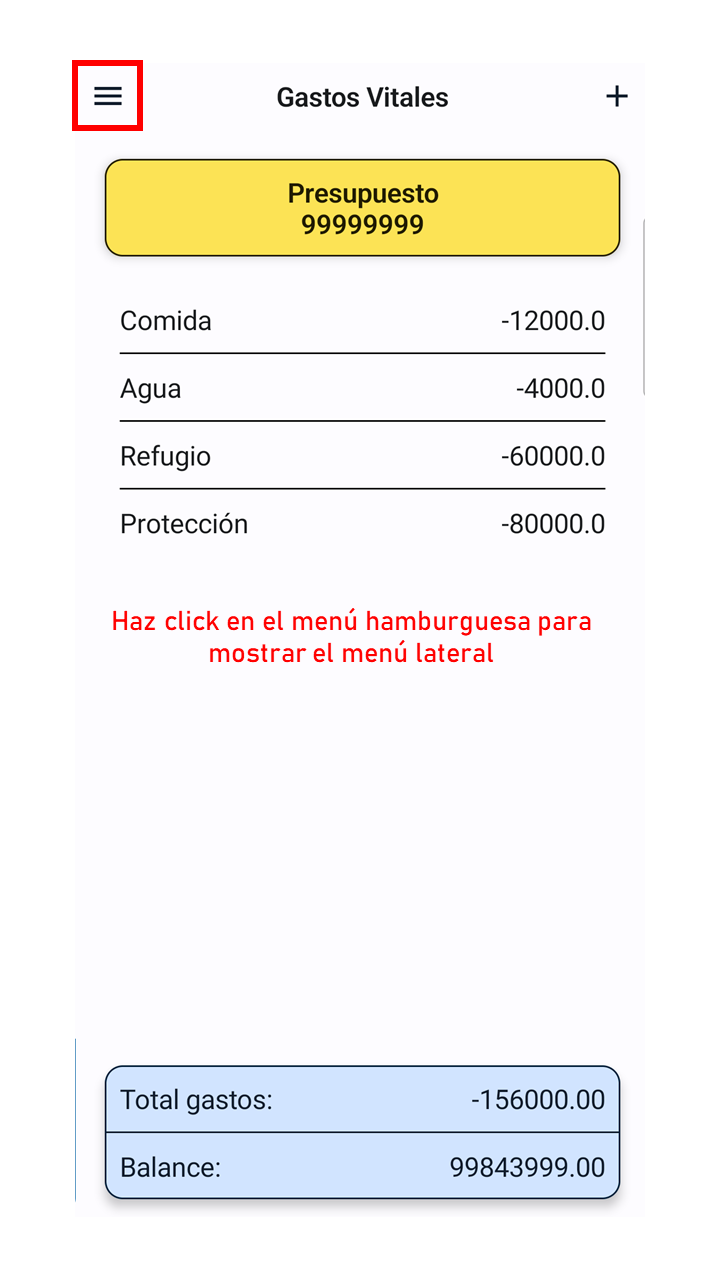 Gastos Vitales
Presupuesto
99999999
Comida -12000.0
Agua -4000.0
Refugio -60000.0
Protección -80000.0
Haz click en el menú hamburguesa para
mostrar el menú lateral
Total gastos: -156000.00
Balance: 99843999.00